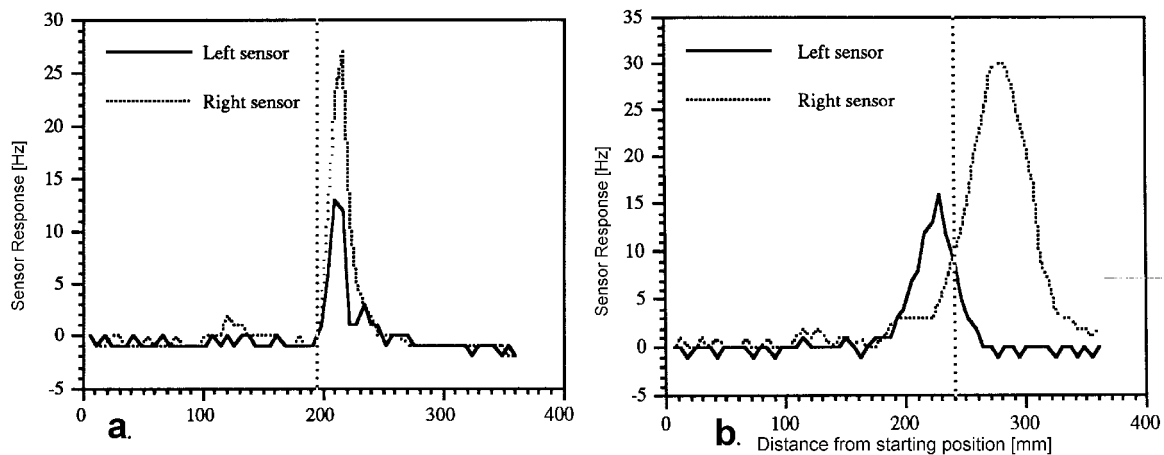 30
25
20
15
10
5
0
-5
Sensor Response [Hz]
Left sensor
Right sensor
0 100 200 300 400
a.
35
30
25
20
15
10
5
0
-5
Sensor Response [Hz]
Left sensor
Right sensor
0 100 200 300 400
b. Distance from starting position [mm]